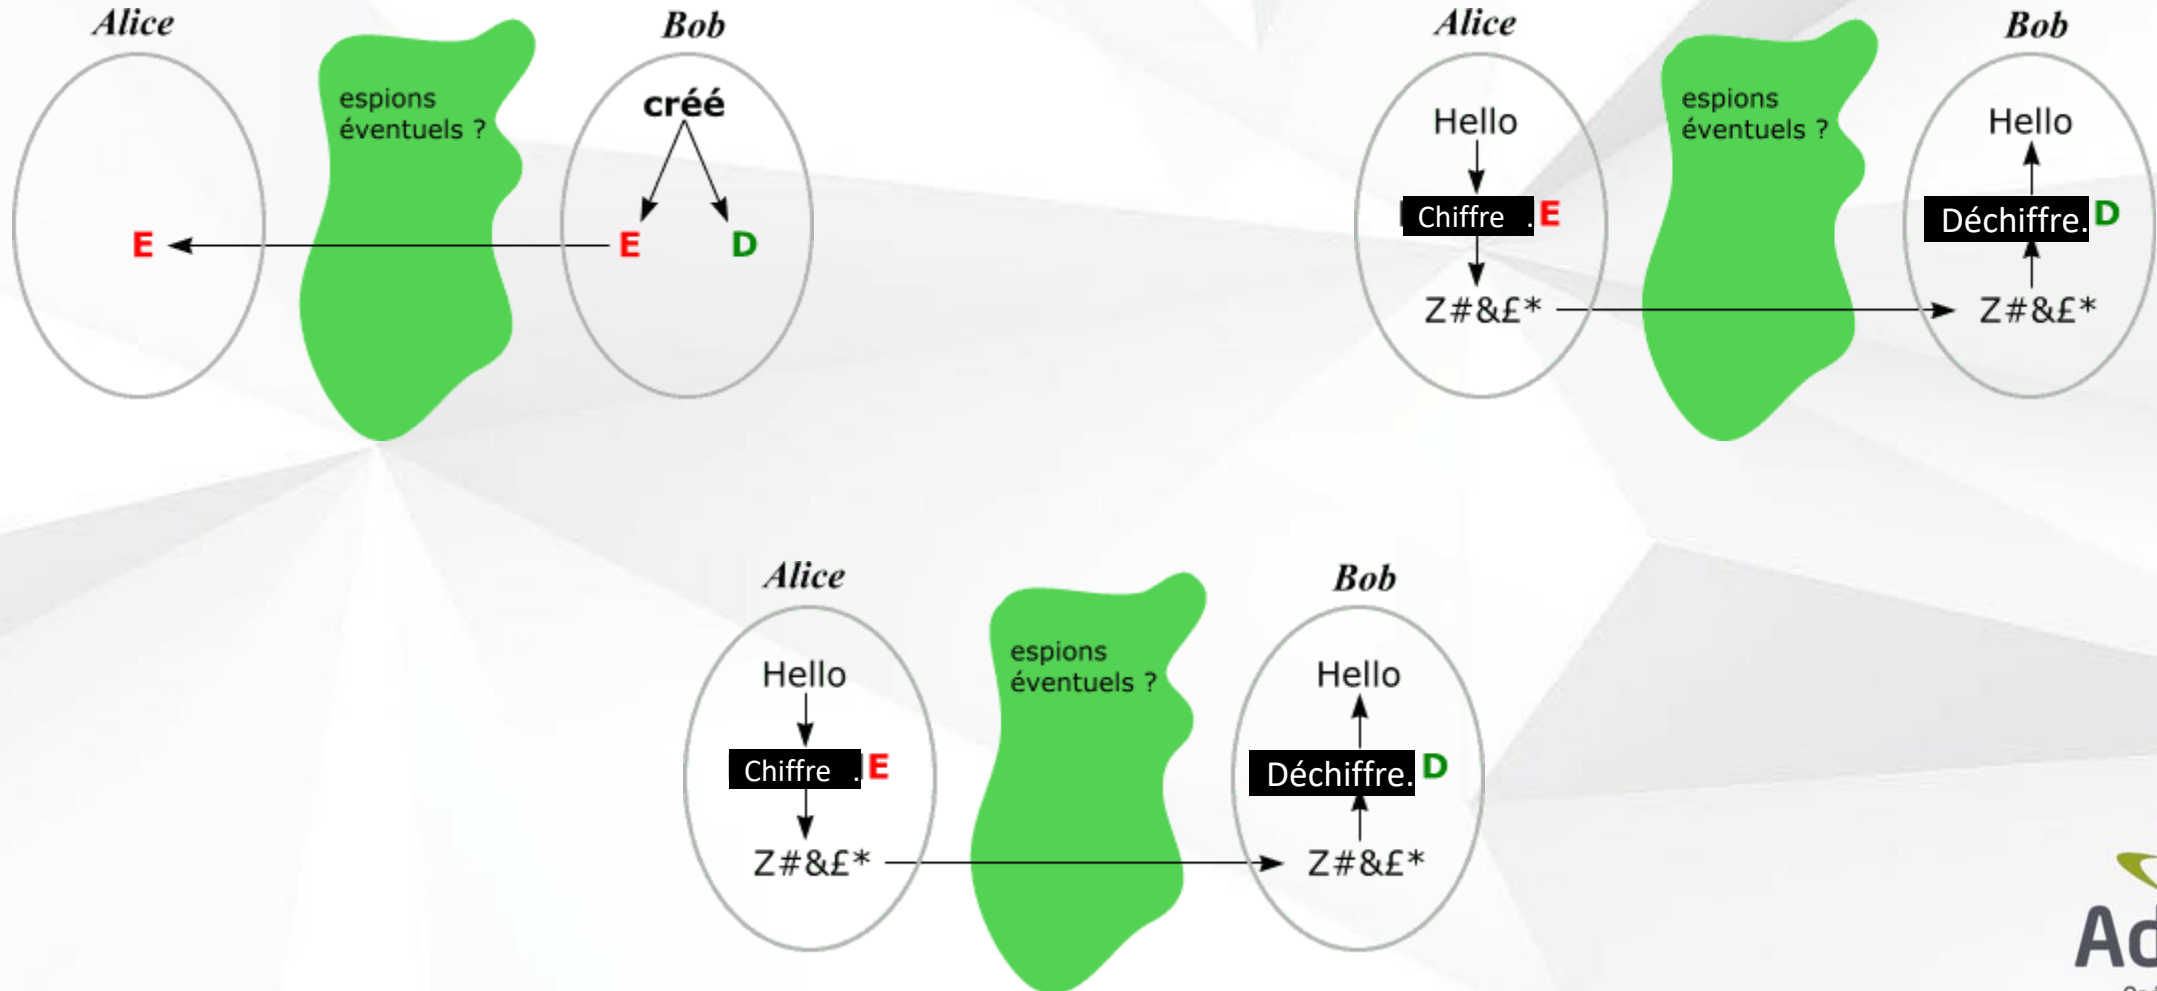 Alice
Bob
espions
éventuels ?
créé
E
E
D
Alice
Bob
espions
éventuels ?
Hello
Hello
Chiffre .
E
Déchiffre.
D
Z#&£*
Z#&£*
Alice
Bob
espions
éventuels ?
Hello
Hello
Chiffre .
E
Déchiffre.
D
Z#&£*
Z#&£*